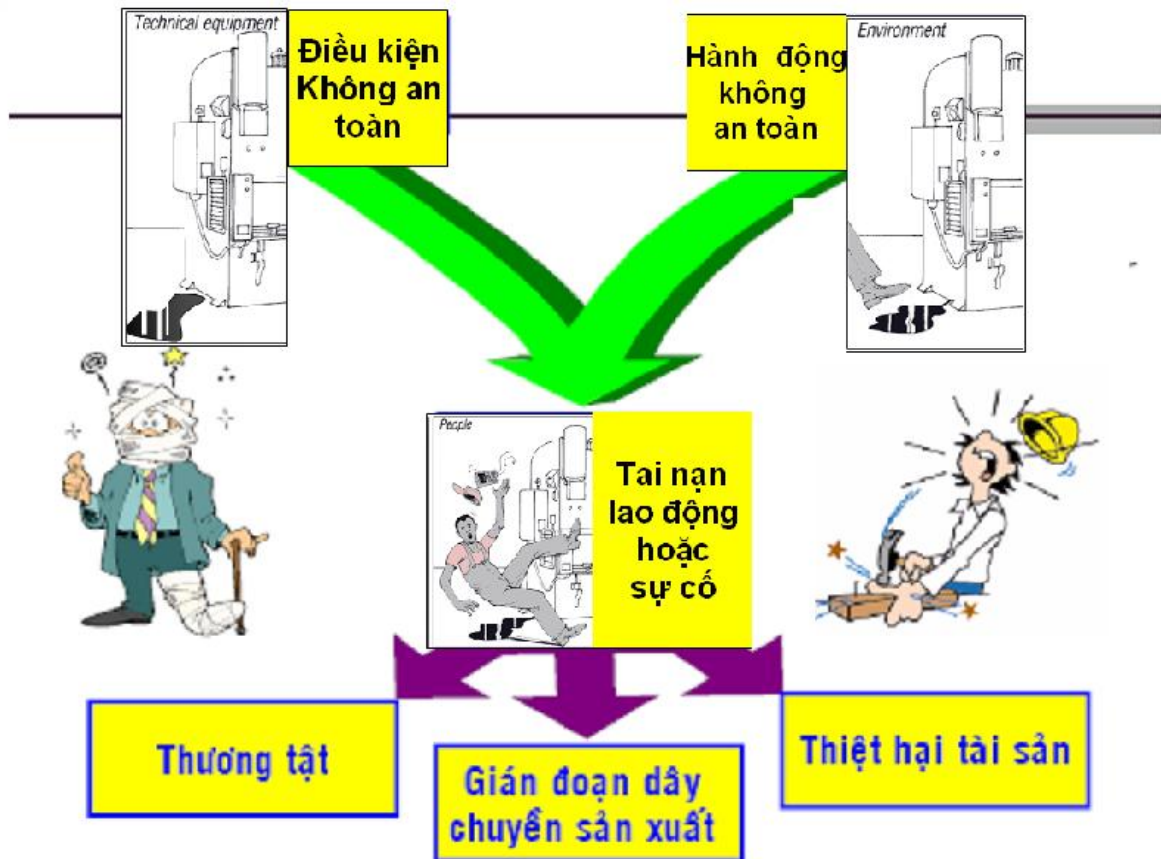 Technical equipment
Điều kiện
Không an
toàn
Hành động
không
an toàn
Environment
People
Tai nạn
lao động
hoặc
sự cố
Thương tật
Gián đoạn dây
chuyền sản xuất
Thiệt hại tài sản